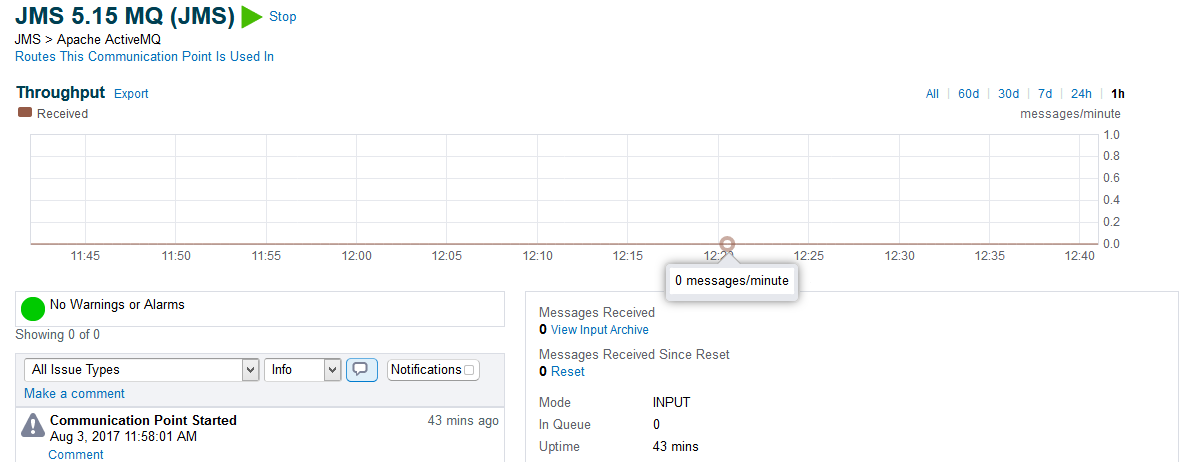 JMS 5.15 MQ (JMS) Stop
JMS > Apache ActiveMQ
Routes This Communication Point Is Used In
Throughput Export All 60d 30d 7d 24h 1h
Received messages/minute
1.0
0.8
0.6
0.4
0.2
0.0
11:45 11:50 11:55 12:00 12:05 12:10 12:15 12:20 12:25 12:30 12:35 12:40
0 messages/minute
No Warnings or Alarms
Showing 0 of 0
All Issue Types Info Notifications
Make a comment
Communication Point Started 43 mins ago
Aug 3, 2017 11:58:01 AM
Comment
Messages Received
0 View Input Archive
Messages Received Since Reset
0 Reset
Mode INPUT
In Queue 0
Uptime 43 mins